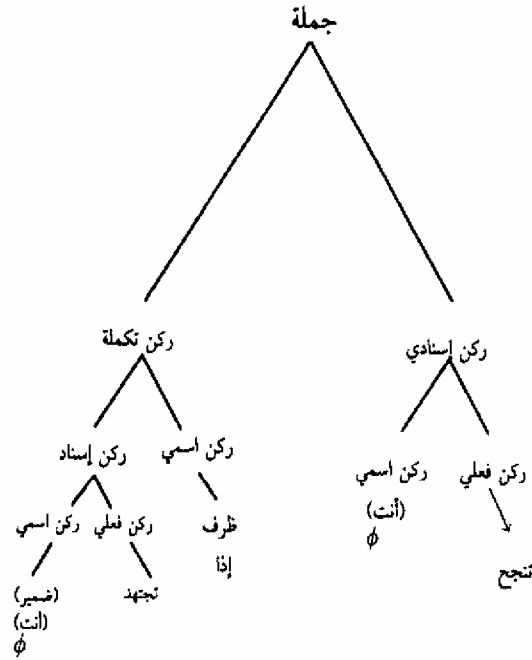 جملة
ركن إسنادي
ركن تكملة
ركن فعلي
ركن اسمي
ركن اسمي
ركن إسناد
تنجح
(أنت)
ϕ
ظرف
إذا
ركن فعلي
ركن اسمي
تجتهد
(ضمير)
(أنت)
ϕ